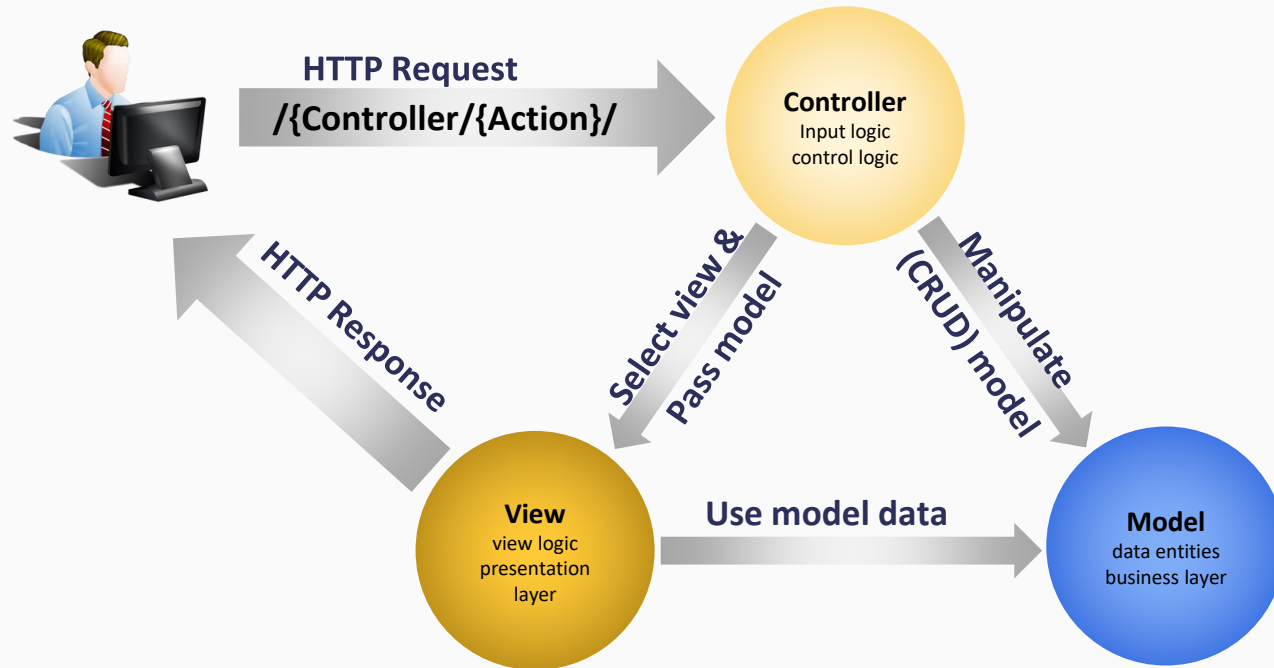 HTTP Request
/{Controller/{Action}/
Controller
Input logic
control logic
HTTP Response
Select view &
Pass model
Manipulate
(CRUD) model
View
view logic
presentation
layer
Use model data
Model
data entities
business layer